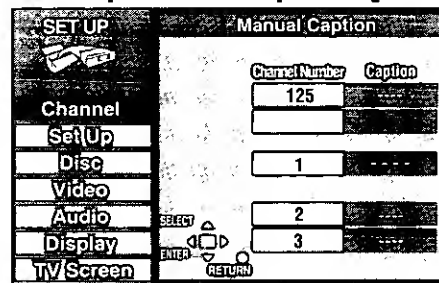 SET UP
Manual Caption
Channel Number Caption
125 ----
Channel
Set Up
Disc
1 ----
Video
Audio
SELECT
2 ----
Display
ENTER
3 ----
TV Screen
RETURN